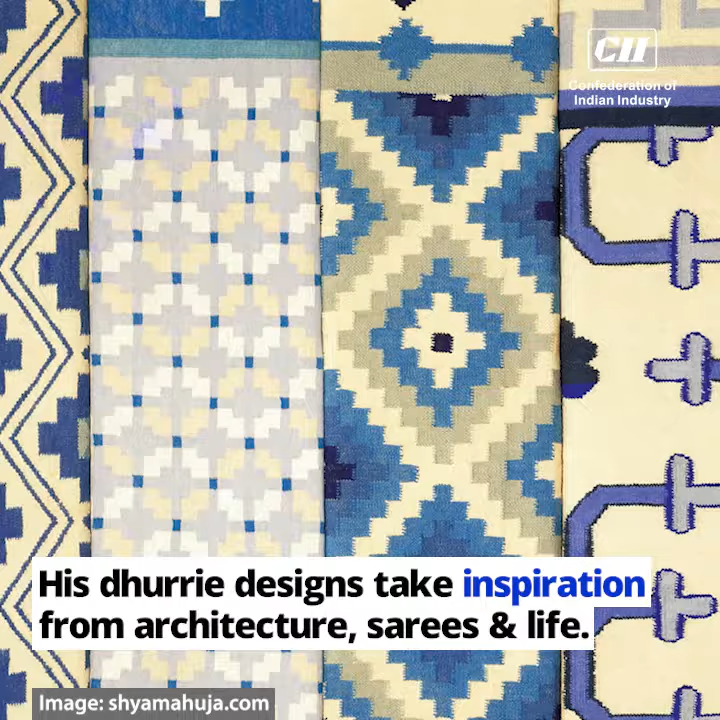 CII
Confederation of
Indian Industry
His dhurrie designs take inspiration
from architecture, sarees & life.
Image: shyamahuja.com